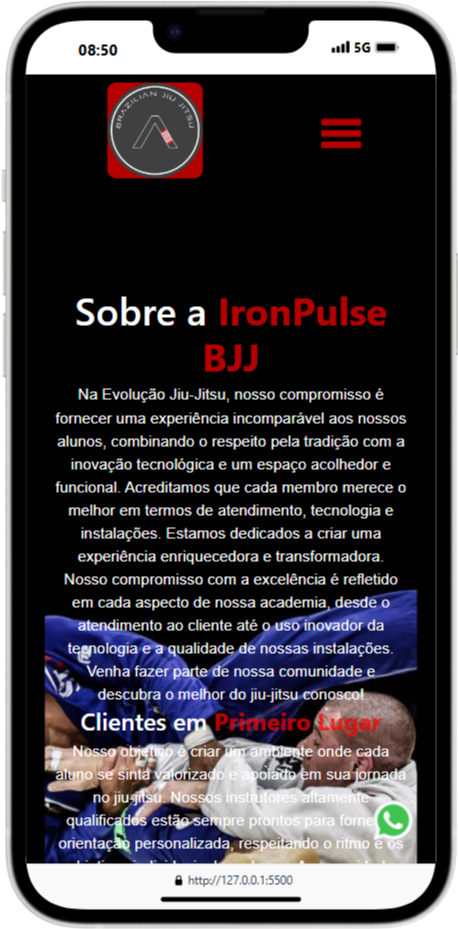 08:50
5G
BRAZILIAN JIU JITSU
Sobre a IronPulse
BJJ
Na Evolução Jiu-Jitsu, nosso compromisso é
fornecer uma experiência incomparável aos nossos
alunos, combinando o respeito pela tradição com a
inovação tecnológica e um espaço acolhedor e
funcional. Acreditamos que cada membro merece o
melhor em termos de atendimento, tecnologia e
instalações. Estamos dedicados a criar uma
experiência enriquecedora e transformadora.
Nosso compromisso com a excelência é refletido
em cada aspecto de nossa academia, desde o
atendimento ao cliente até o uso inovador da
tecnologia e a qualidade de nossas instalações.
Venha fazer parte de nossa comunidade e
descubra o melhor do jiu-jitsu conosco!
Clientes em Primeiro Lugar
Nosso objetivo é criar um ambiente onde cada
aluno se sinta valorizado e apoiado em sua jornada
no jiu-jitsu. Nossos instrutores altamente
qualificados estão sempre prontos para
orientação personalizada, respeitando o ritmo e os
http://127.0.0.1:5500